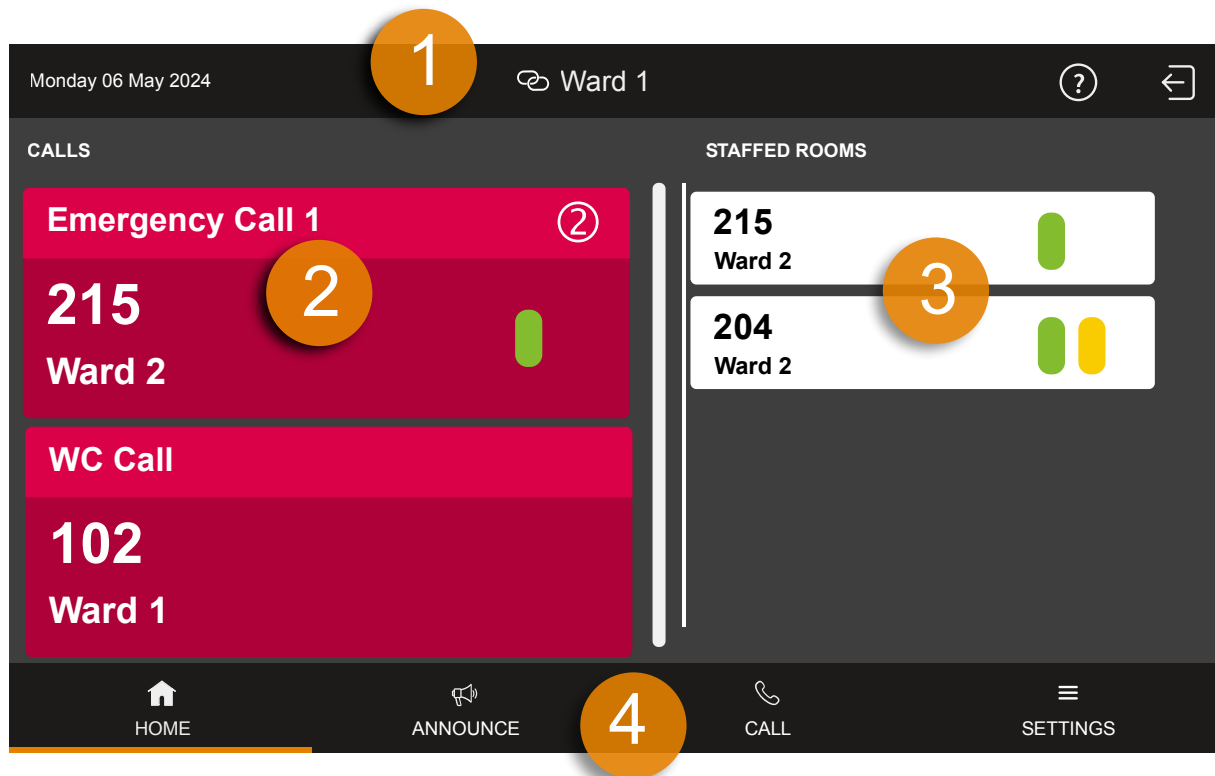 1
Monday 06 May 2024
Ward 1
?
CALLS
Emergency Call 1
2
215
Ward 2
2
WC Call
102
Ward 1
STAFFED ROOMS
215
Ward 2
3
204
Ward 2
HOME
ANNOUNCE
4
CALL
SETTINGS